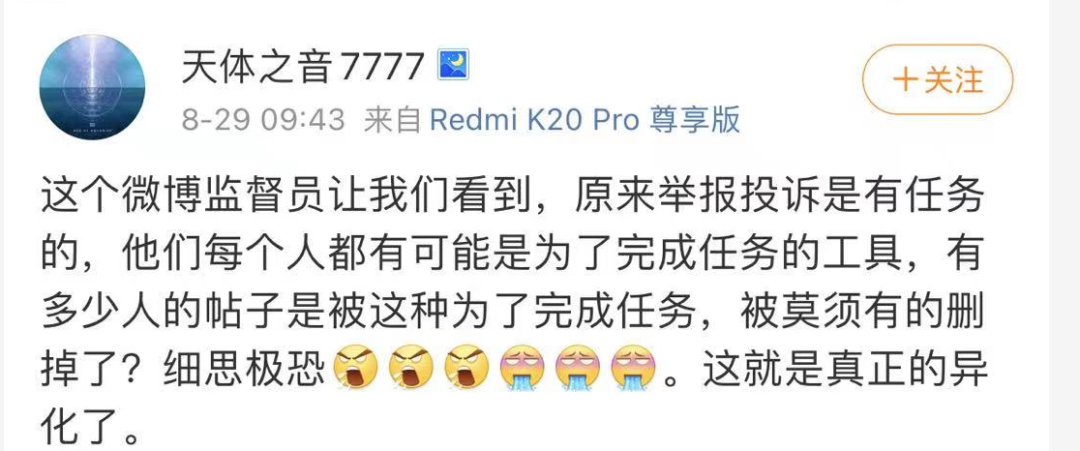 天体之音7777
+关注
8-29 09:43 来自 Redmi K20 Pro 尊享版
这个微博监督员让我们看到，原来举报投诉是有任务
的，他们每个人都有可能是为了完成任务的工具，有
多少人的帖子是被这种为了完成任务，被莫须有的删
掉了？细思极恐。这就是真正的异
化了。